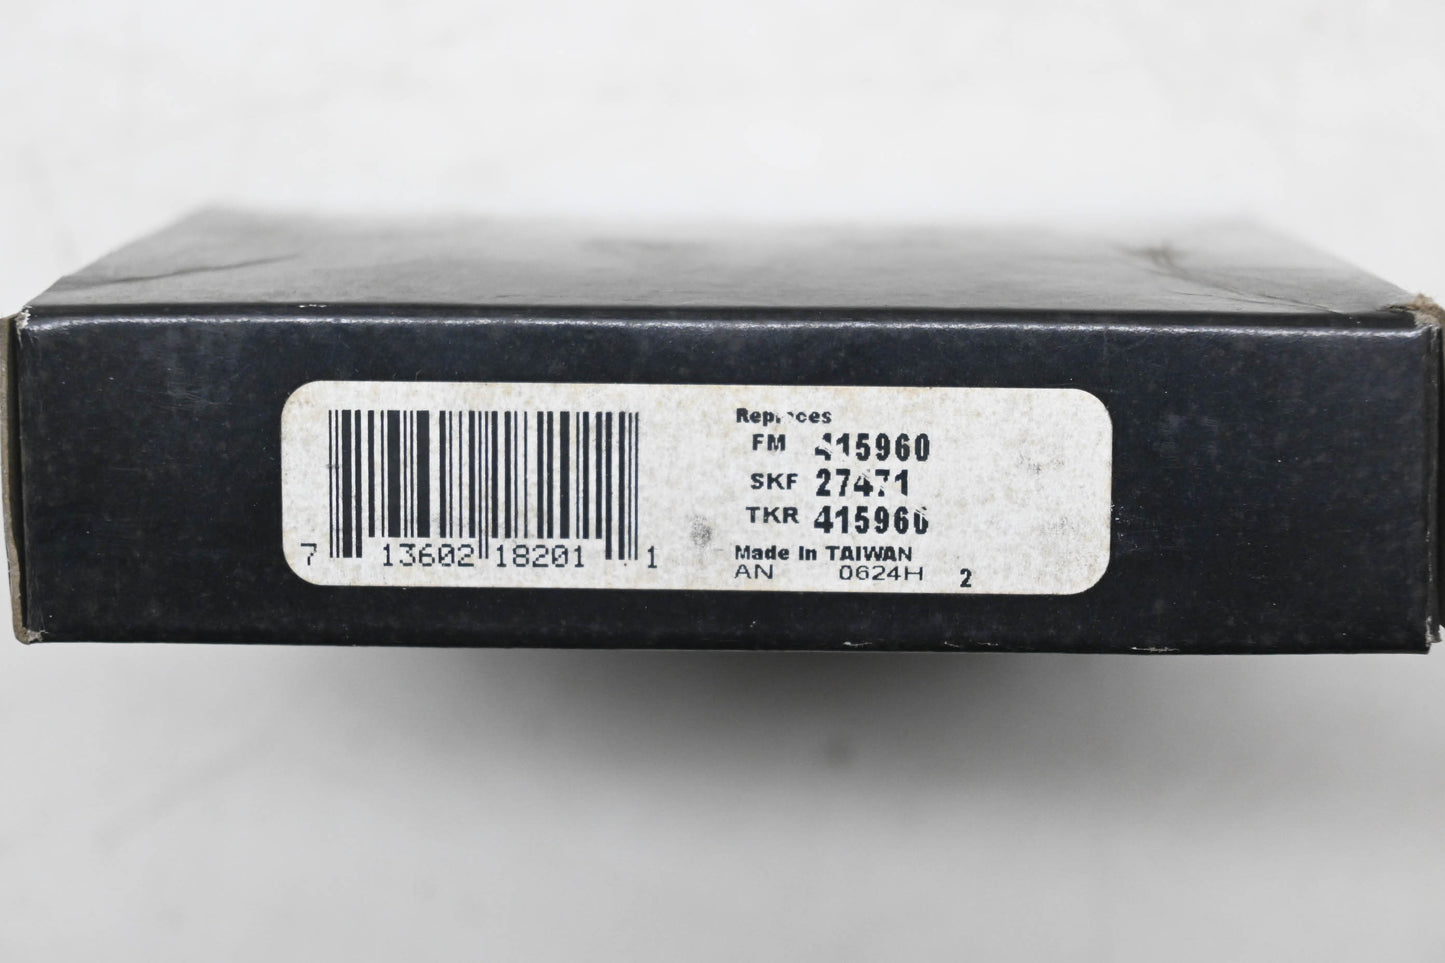 Replaces
FM 415960
SKF 27471
TKR 415960
Made In TAIWAN
AN 0624H 2
7 13602 18201 1